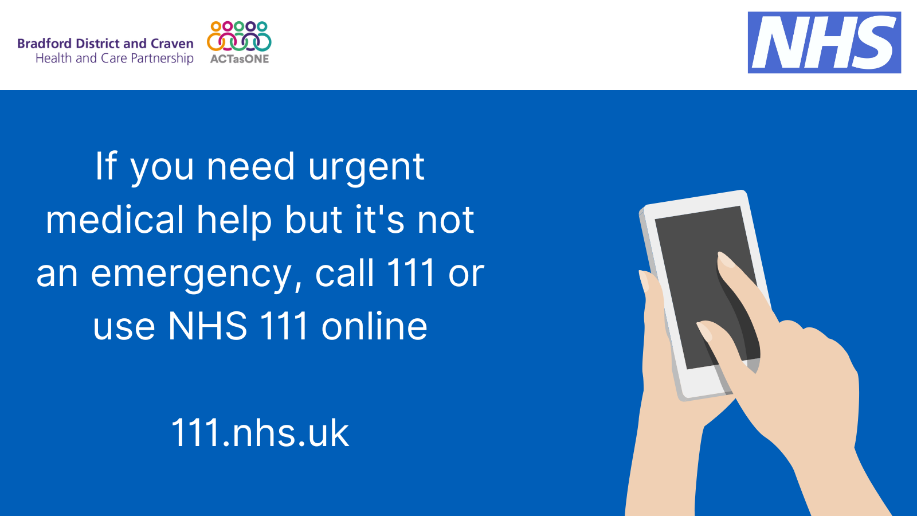 Bradford District and Craven
Health and Care Partnership
ACTasONE
NHS
If you need urgent
medical help but it's not
an emergency, call 111 or
use NHS 111 online
111.nhs.uk